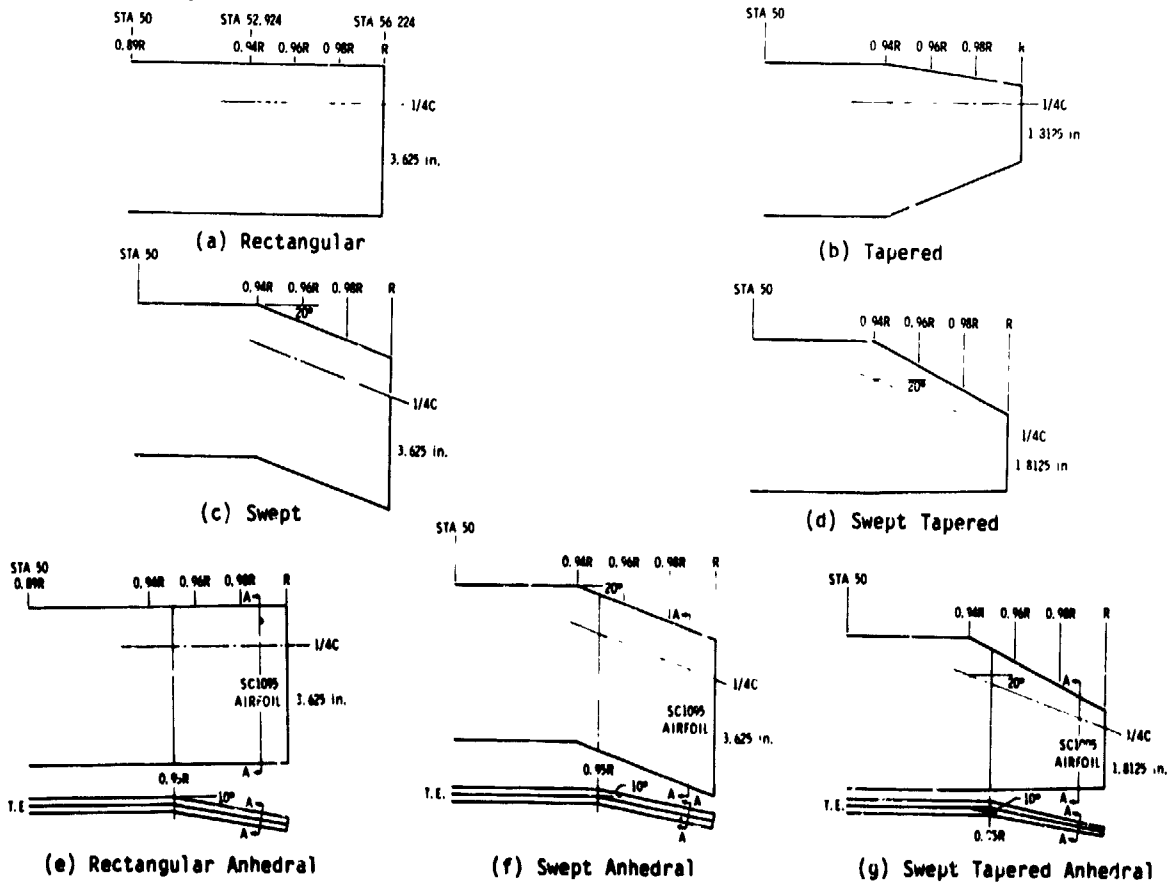 STA 50 STA 52.924 STA 56 224
0.89R 0.94R 0.96R 0.98R R
1/4C
3.625 in.
(a) Rectangular
STA 50
0 94R 0.96R 0.98R
1/4C
1 3125 in
(b) Tapered
STA 50
0.94R 0.96R 0.98R R
20°
1/4C
3.625 in.
(c) Swept
STA 50
0.94R 0.96R 0.98R R
20°
1/4C
1.8125 in
(d) Swept Tapered
STA 50
0.89R 0.94R 0.96R 0.98R R
A
1/4C
SC1095
AIRFOIL
3.625 in.
A
0.95R
10°
T.E.
A
A
(e) Rectangular Anhedral
STA 50
0.94R 0.96R 0.98R R
20°
A
1/4C
SC1095
AIRFOIL
3.625 in.
0.95R
A
10°
T.E.
A
A
(f) Swept Anhedral
STA 50
0.94R 0.96R 0.98R R
20°
A
1/4C
AIRFOIL
1.8125 in.
A
10°
T.E.
A
A
(g) Swept Tapered Anhedral